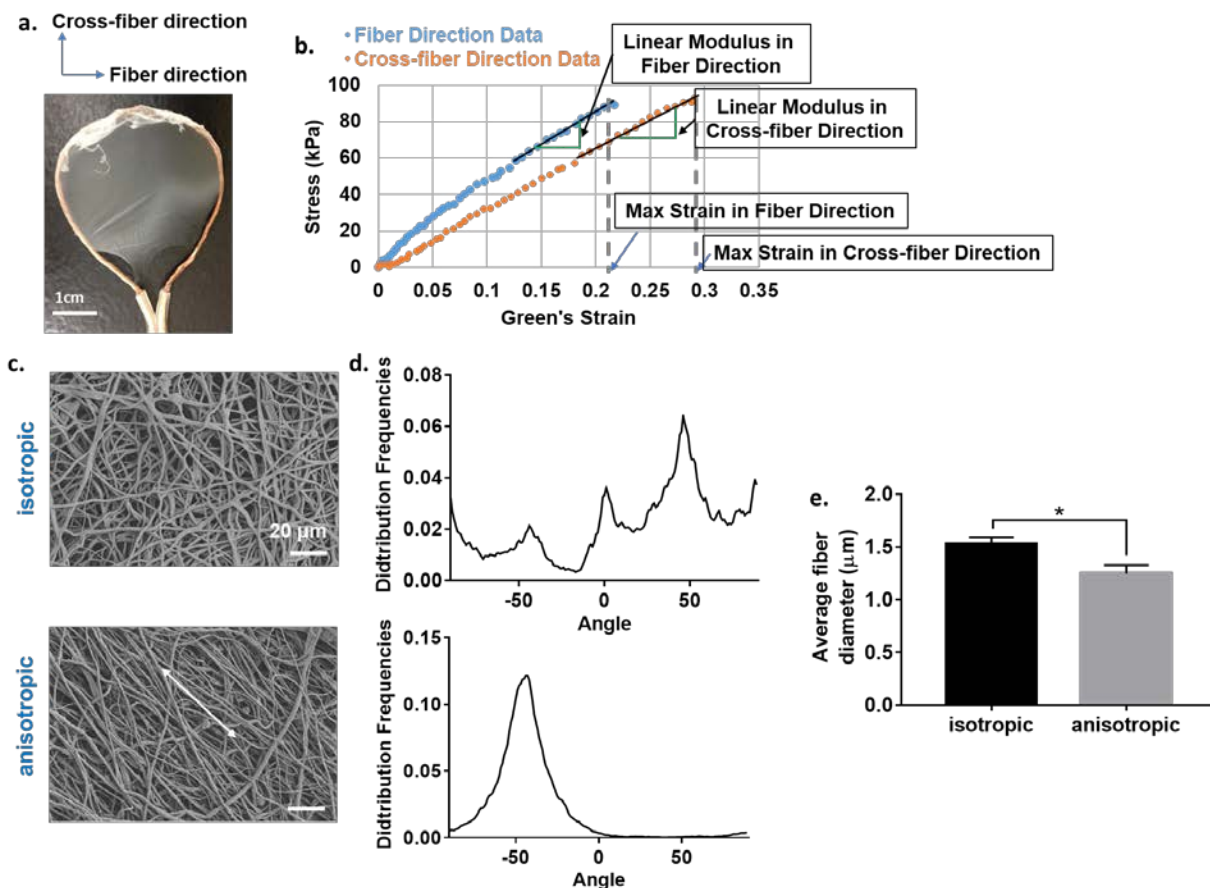 a.
Cross-fiber direction
Fiber direction
1cm
b.
Fiber Direction Data
Cross-fiber Direction Data
Linear Modulus in
Fiber Direction
Linear Modulus in
Cross-fiber Direction
Max Strain in Fiber Direction
Max Strain in Cross-fiber Direction
Stress (kPa)
100
80
60
40
20
0
0 0.05 0.1 0.15 0.2 0.25 0.3 0.35
Green's Strain
c.
isotropic
20 μm
anisotropic
d.
Didtribution Frequencies
0.08
0.06
0.04
0.02
0.00
-50 0 50
Angle
Didtribution Frequencies
0.15
0.10
0.05
0.00
-50 0 50
Angle
e.
Average fiber
diameter (μm)
2.0
1.5
1.0
0.5
0.0
*
isotropic anisotropic